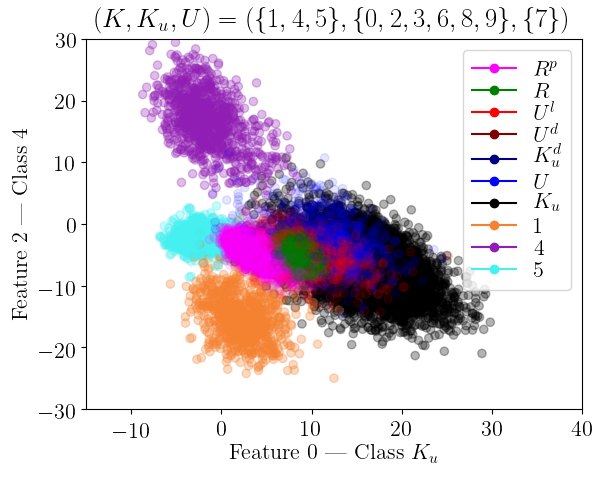 (K, K_u, U) = ({1, 4, 5}, {0, 2, 3, 6, 8, 9}, {7})
30
20
10
0
−10
−20
−30
Feature 2 — Class 4
R^p
R
U^l
U^d
K_u^d
U
K_u
1
4
5
−10
0
10
20
30
40
Feature 0 — Class K_u